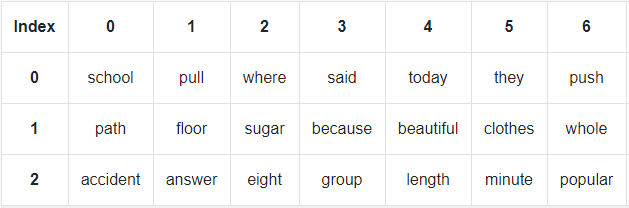 Index 0 1 2 3 4 5 6
0 school pull where said today they push
1 path floor sugar because beautiful clothes whole
2 accident answer eight group length minute popular